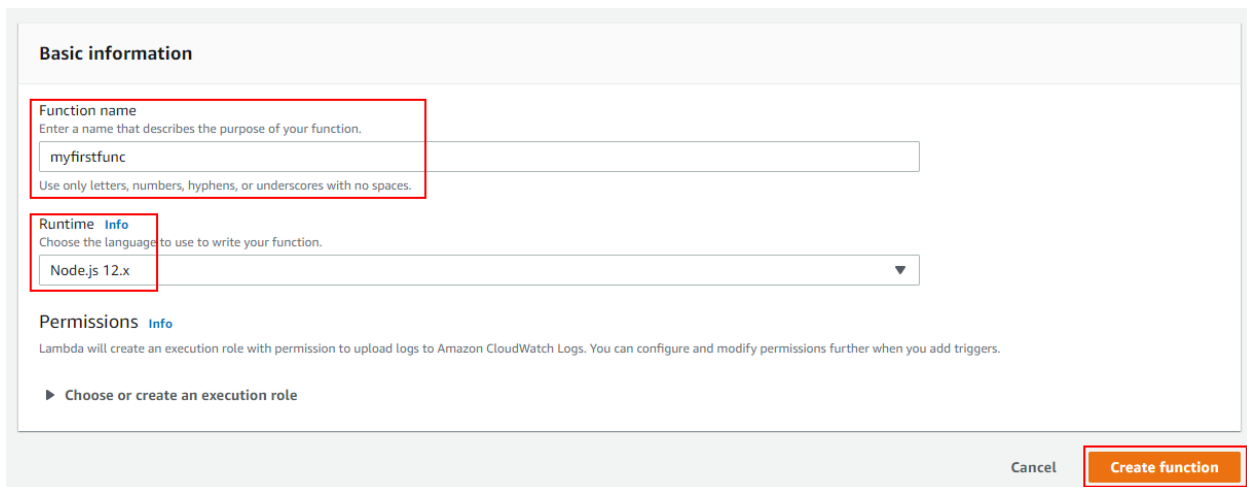 Basic information
Function name
Enter a name that describes the purpose of your function.
myfirstfunc
Use only letters, numbers, hyphens, or underscores with no spaces.
Runtime Info
Choose the language to use to write your function.
Node.js 12.x
Permissions Info
Lambda will create an execution role with permission to upload logs to Amazon CloudWatch Logs. You can configure and modify permissions further when you add triggers.
Choose or create an execution role
Cancel Create function